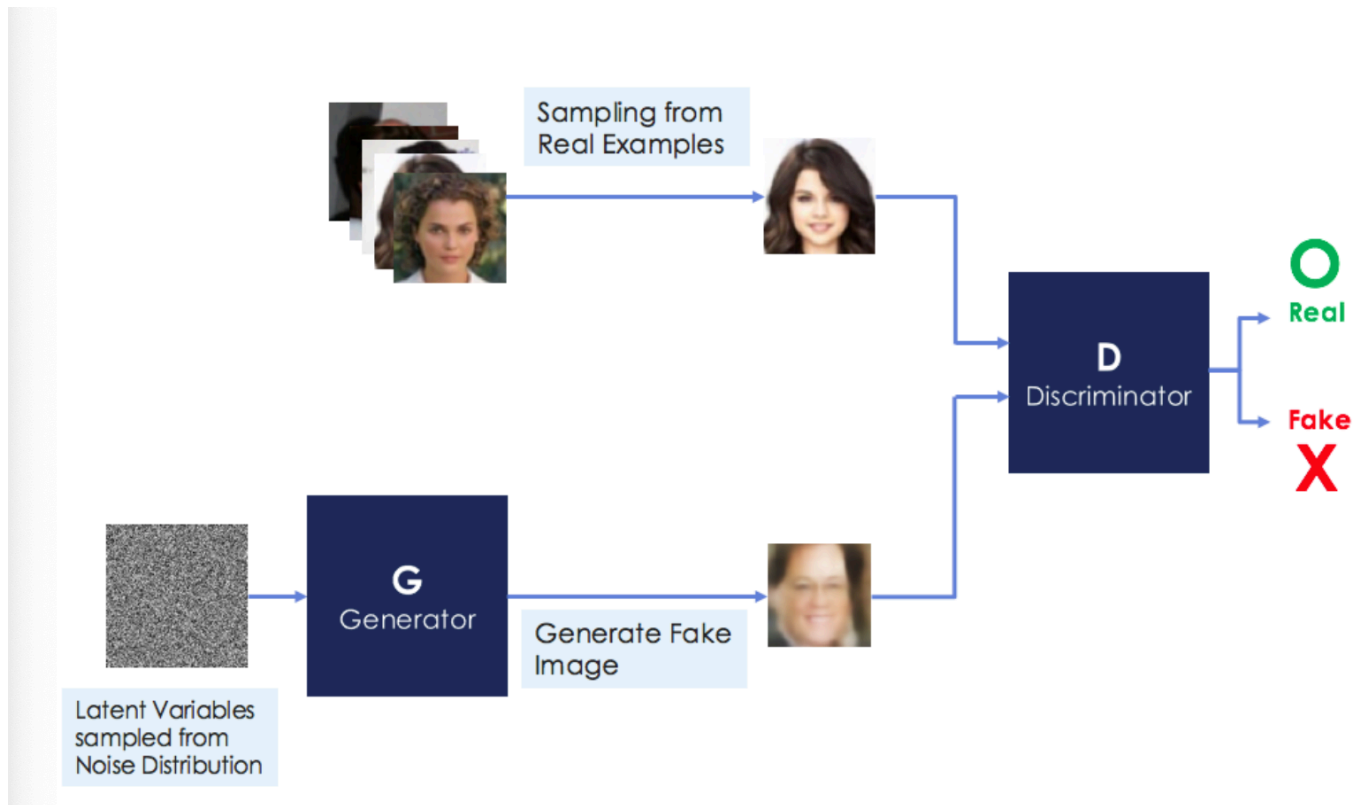 Sampling from
Real Examples
Real
D
Discriminator
Fake
X
G
Generator
Generate Fake
Image
Latent Variables
sampled from
Noise Distribution